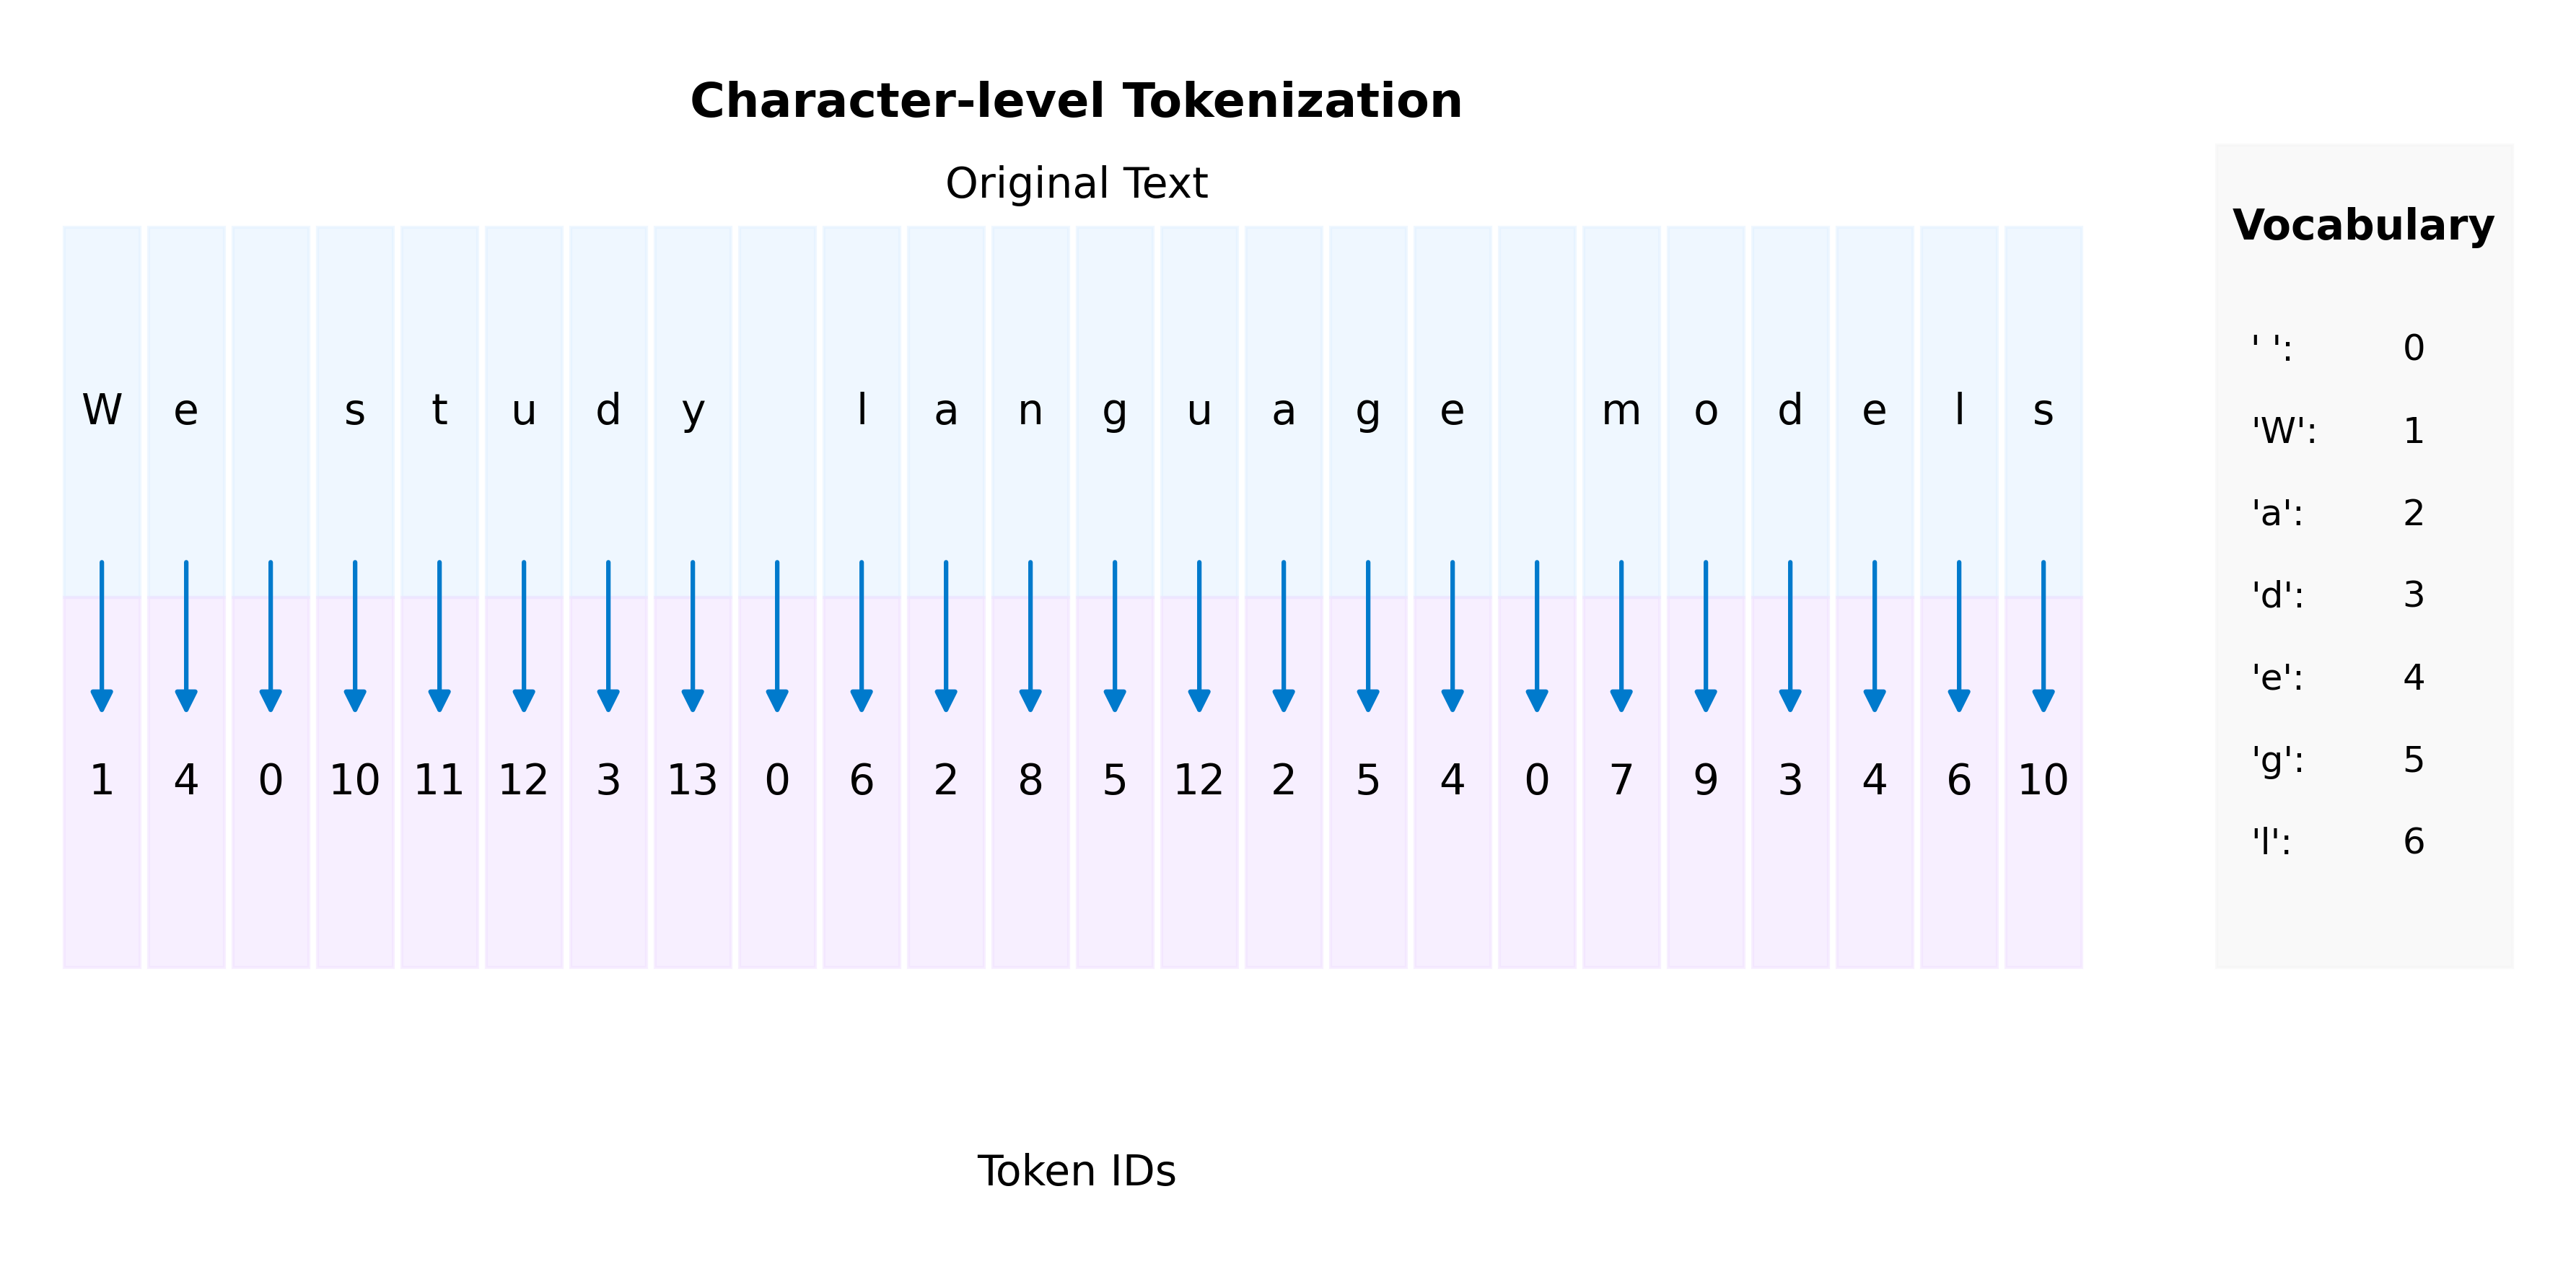 Character-level Tokenization
Original Text
W e s t u d y l a n g u a g e m o d e l s
1 4 0 10 11 12 3 13 0 6 2 8 5 12 2 5 4 0 7 9 3 4 6 10
Token IDs
Vocabulary
' ': 0
'W': 1
'a': 2
'd': 3
'e': 4
'g': 5
'l': 6